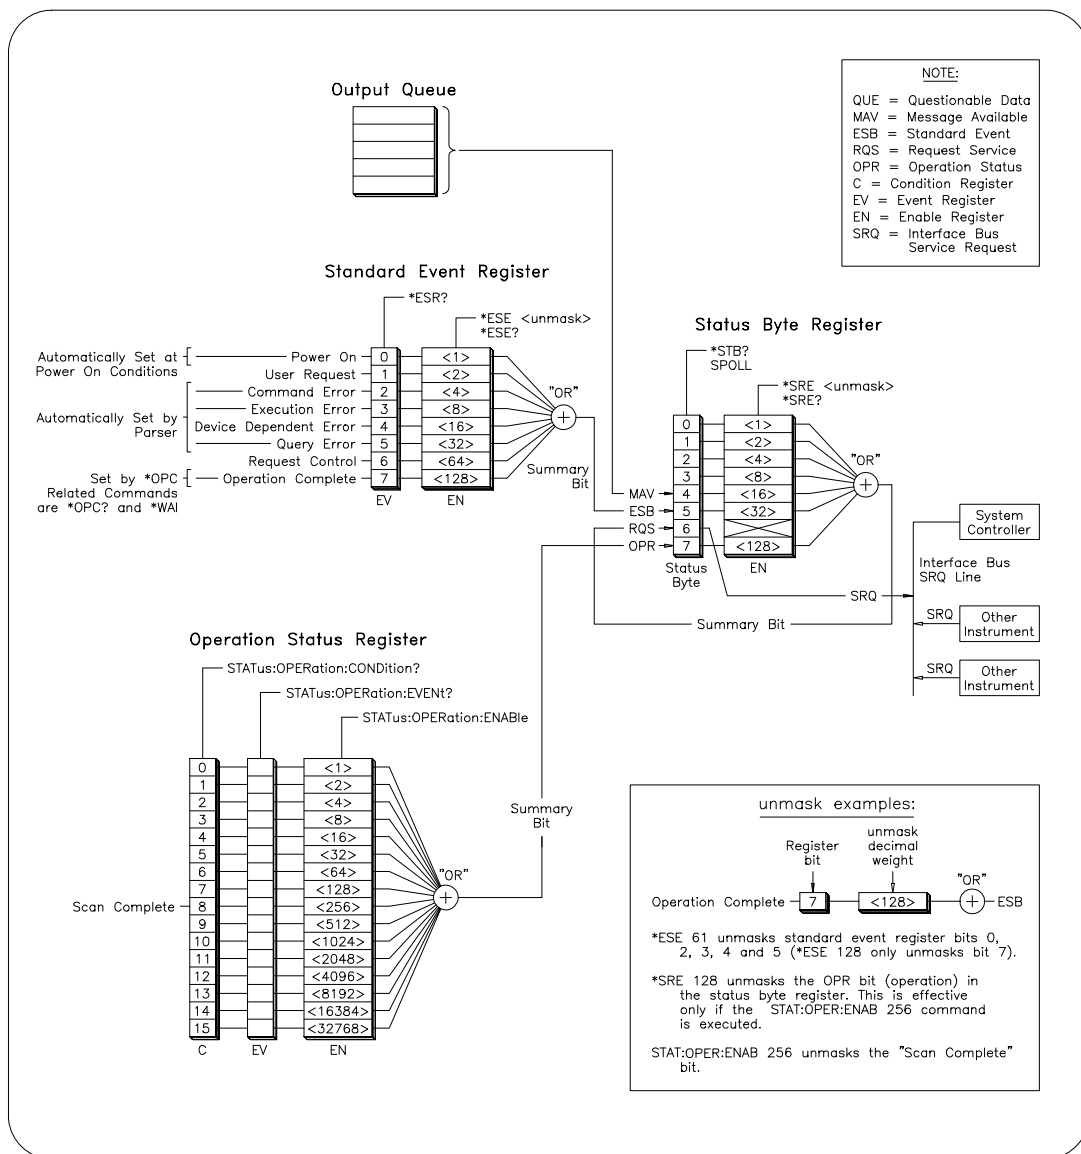 Output Queue
NOTE:
QUE = Questionable Data
MAV = Message Available
ESB = Standard Event
RQS = Request Service
OPR = Operation Status
C = Condition Register
EV = Event Register
EN = Enable Register
SRQ = Interface Bus
Service Request
Standard Event Register
*ESR?
*ESE <unmask>
*ESE?
Automatically Set at
Power On Conditions
Automatically Set by
Parser
Set by *OPC
Related Commands
are *OPC? and *WAI
Power On 0 <1>
User Request 1 <2>
Command Error 2 <4>
Execution Error 3 <8>
Device Dependent Error 4 <16>
Query Error 5 <32>
Request Control 6 <64>
Operation Complete 7 <128>
EV EN
"OR"
+
Summary
Bit
Status Byte Register
*STB?
SPOLL
*SRE <unmask>
*SRE?
0 <1>
1 <2>
2 <4>
3 <8>
MAV 4 <16>
ESB 5 <32>
RQS 6
OPR 7 <128>
Status
Byte
EN
"OR"
+
SRQ
Summary Bit
System
Controller
Interface Bus
SRQ Line
SRQ
Other
Instrument
SRQ
Other
Instrument
Operation Status Register
STATus:OPERation:CONDition?
STATus:OPERation:EVENt?
STATus:OPERation:ENABle
0 <1>
1 <2>
2 <4>
3 <8>
4 <16>
5 <32>
6 <64>
7 <128>
Scan Complete 8 <256>
9 <512>
10 <1024>
11 <2048>
12 <4096>
13 <8192>
14 <16384>
15 <32768>
C EV EN
"OR"
+
Summary
Bit
unmask examples:
Register
bit
unmask
decimal
weight
"OR"
Operation Complete 7 <128> + ESB
*ESE 61 unmasks standard event register bits 0,
2, 3, 4 and 5 (*ESE 128 only unmasks bit 7).
*SRE 128 unmasks the OPR bit (operation) in
the status byte register. This is effective
only if the STAT:OPER:ENAB 256 command
is executed.
STAT:OPER:ENAB 256 unmasks the "Scan Complete"
bit.